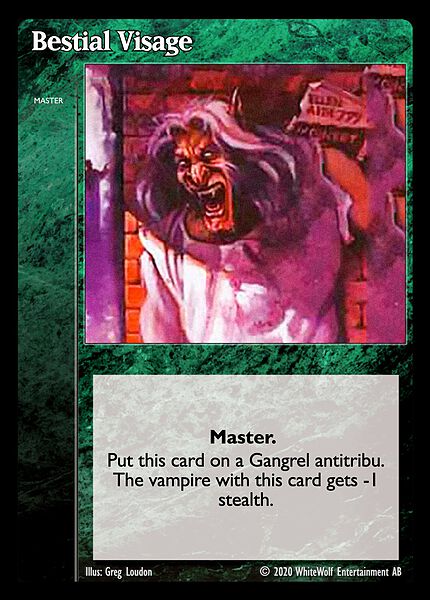 Bestial Visage
MASTER
Master.
Put this card on a Gangrel antitribu.
The vampire with this card gets -1
stealth.
Illus: Greg Loudon
© 2020 WhiteWolf Entertainment AB